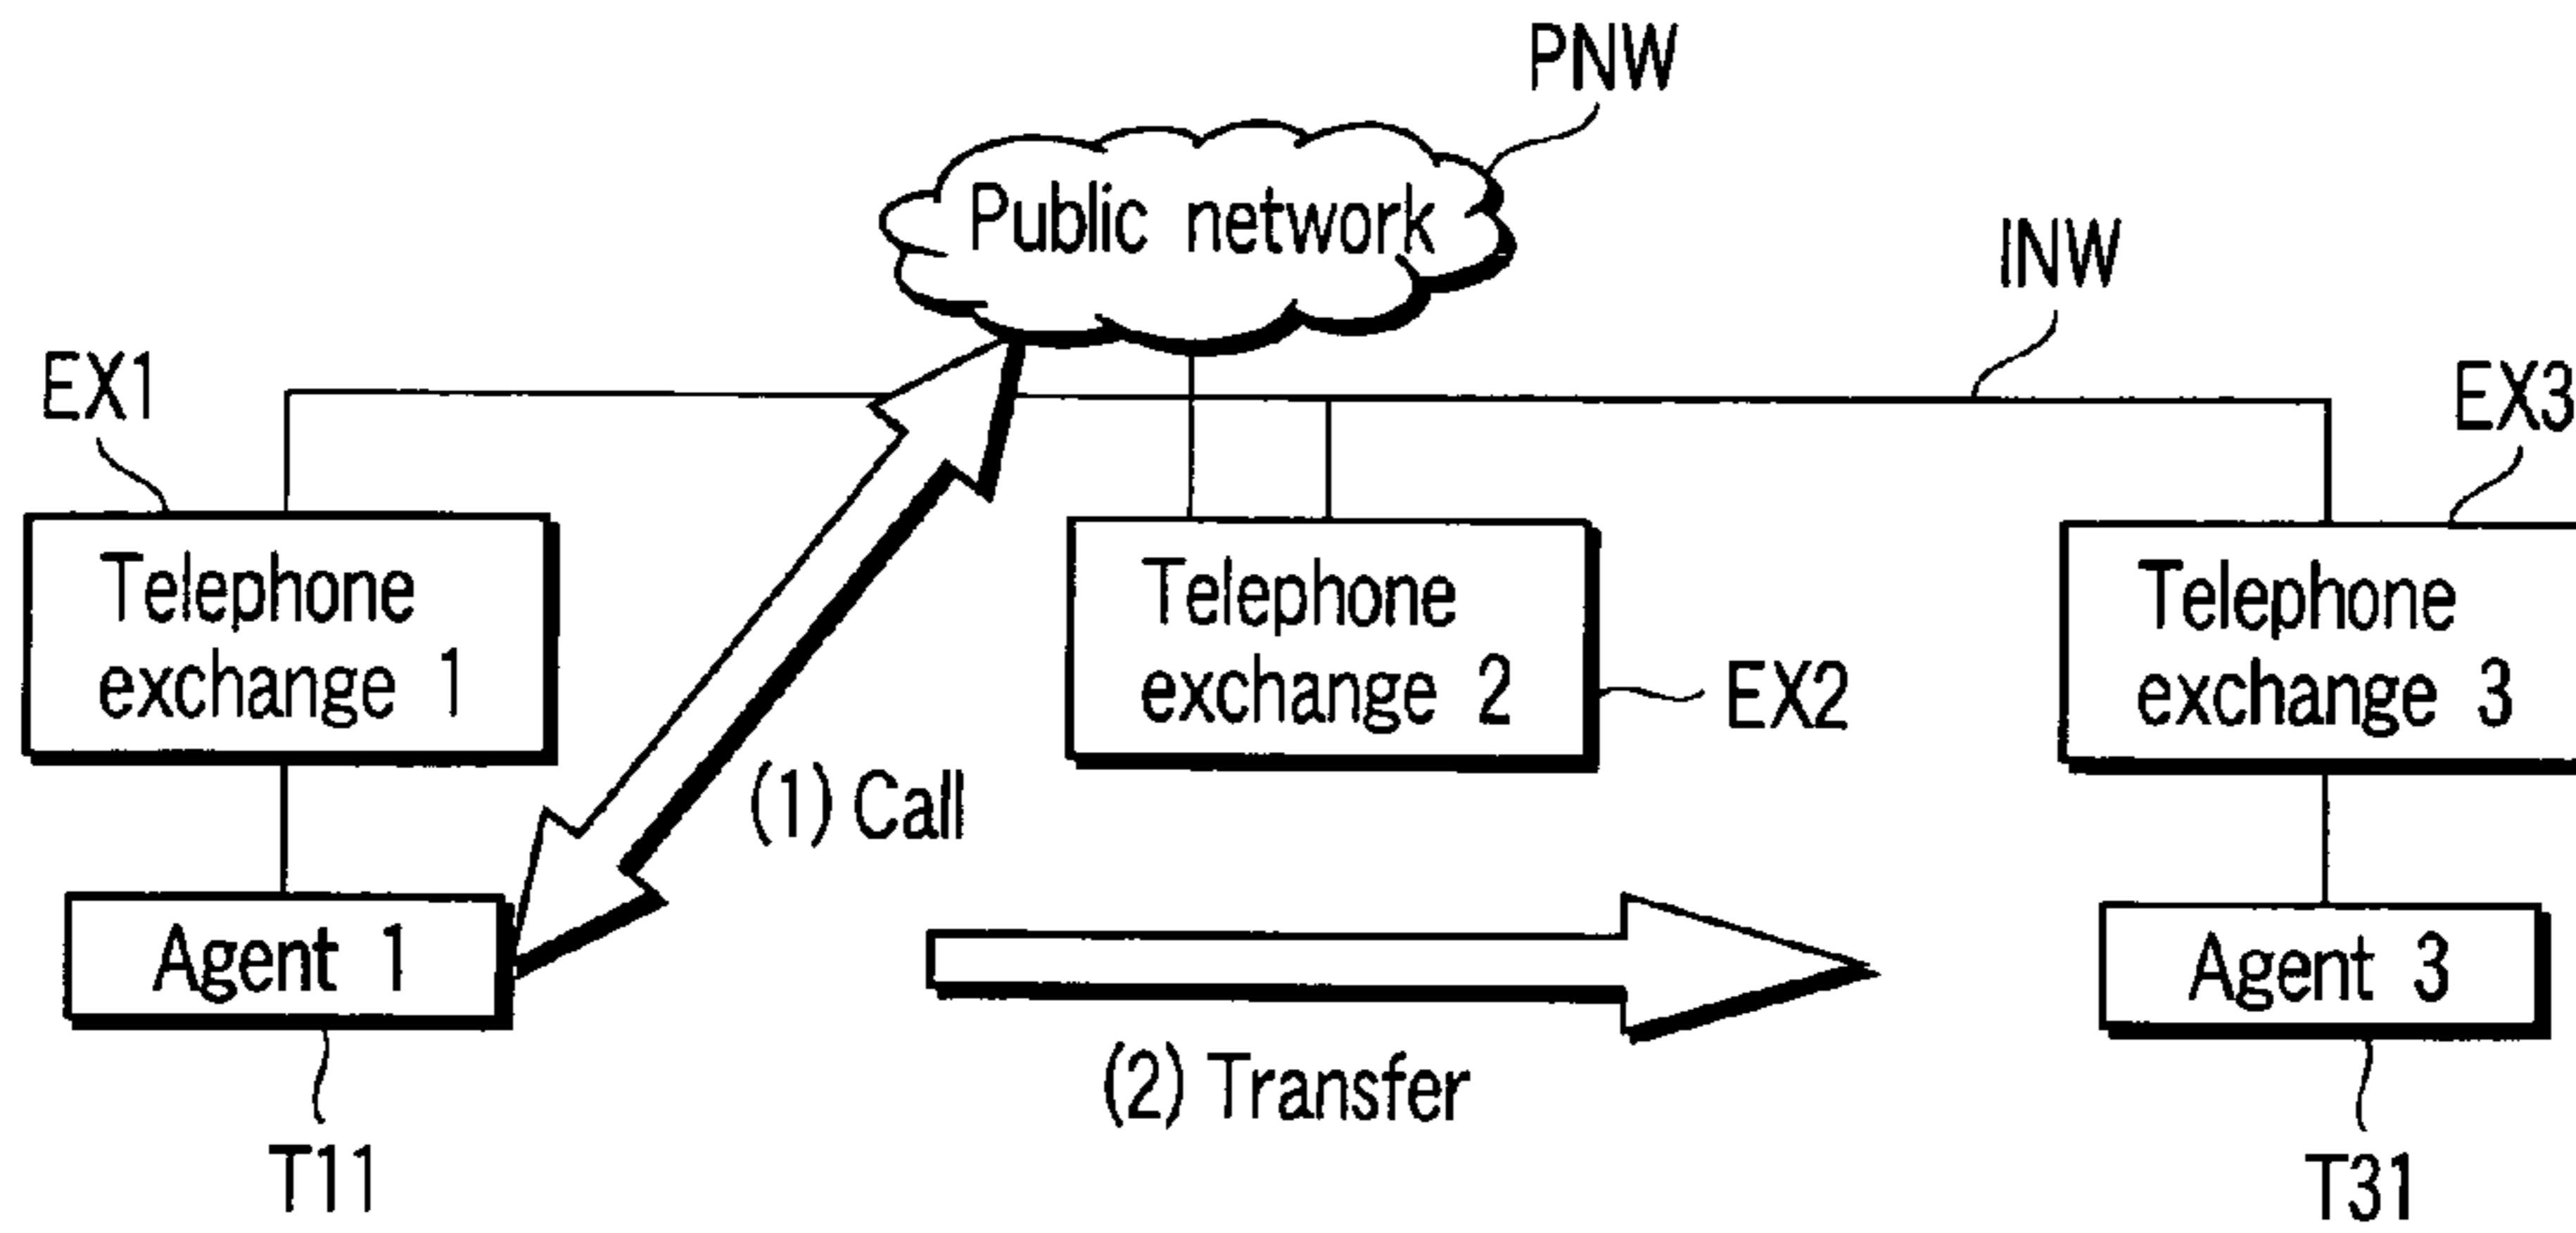 PNW
Public network
INW
EX1
EX3
Telephone
exchange 1
Telephone
exchange 2
Telephone
exchange 3
EX2
(1) Call
Agent 1
Agent 3
(2) Transfer
T11
T31